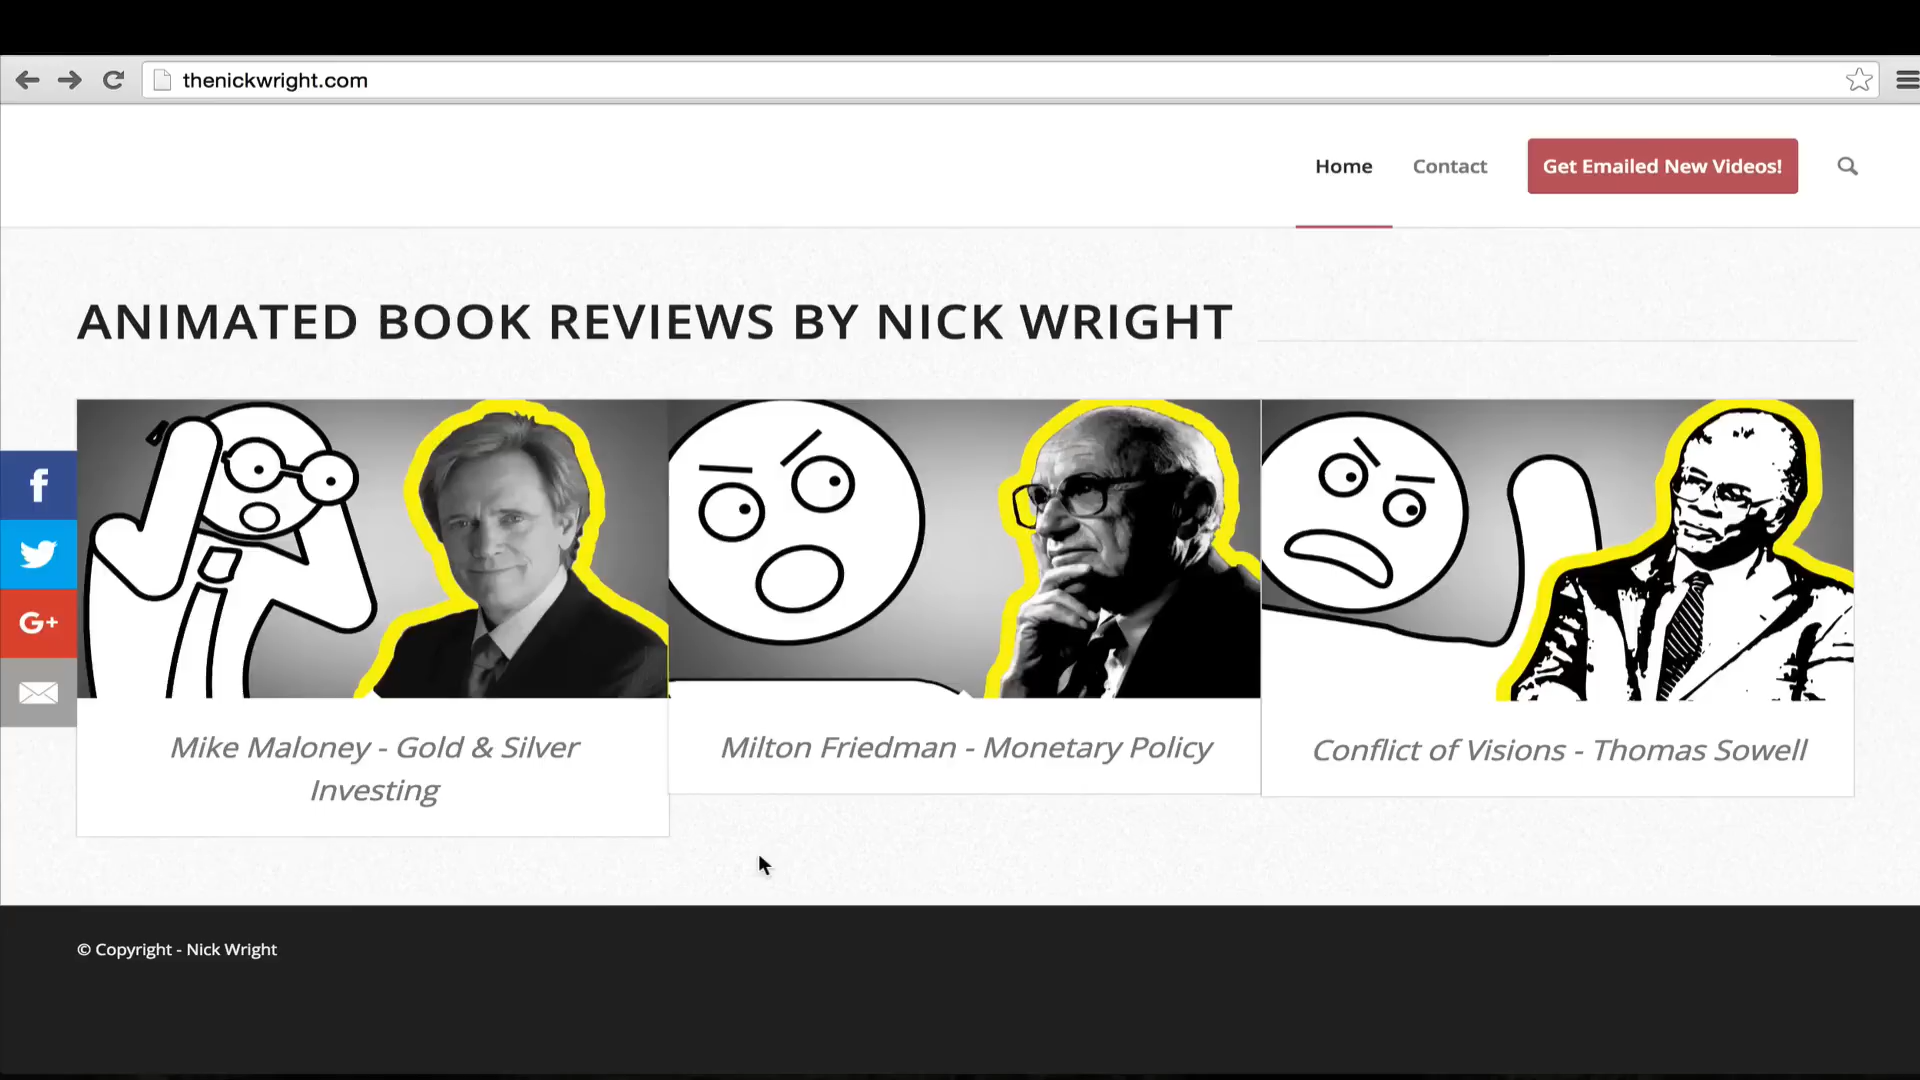 thenickwright.com
Home
Contact
Get Emailed New Videos!
ANIMATED BOOK REVIEWS BY NICK WRIGHT
f
G+
Mike Maloney - Gold & Silver
Investing
Milton Friedman - Monetary Policy
Conflict of Visions - Thomas Sowell
© Copyright - Nick Wright